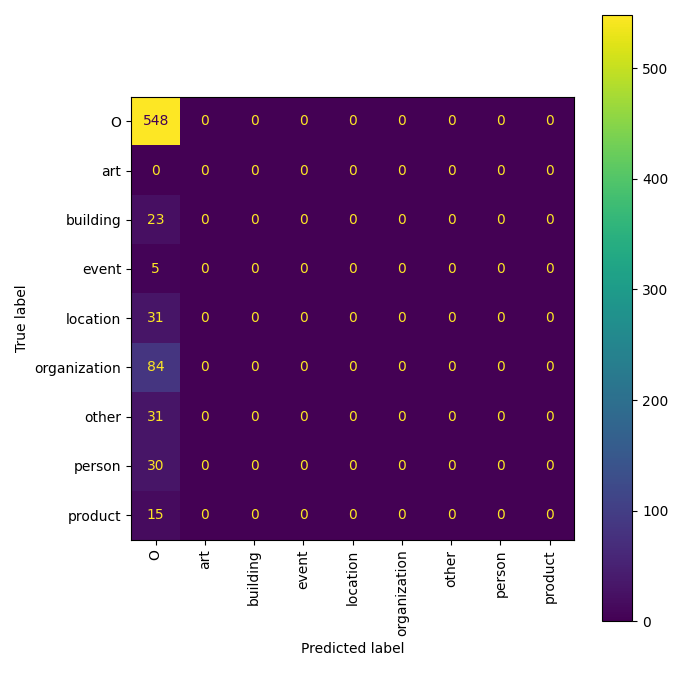 O 548 0 0 0 0 0 0 0 0
art 0 0 0 0 0 0 0 0 0
building 23 0 0 0 0 0 0 0 0
event 5 0 0 0 0 0 0 0 0
location 31 0 0 0 0 0 0 0 0
organization 84 0 0 0 0 0 0 0 0
other 31 0 0 0 0 0 0 0 0
person 30 0 0 0 0 0 0 0 0
product 15 0 0 0 0 0 0 0 0
True label
O art building event location organization other person product
Predicted label
500
400
300
200
100
0